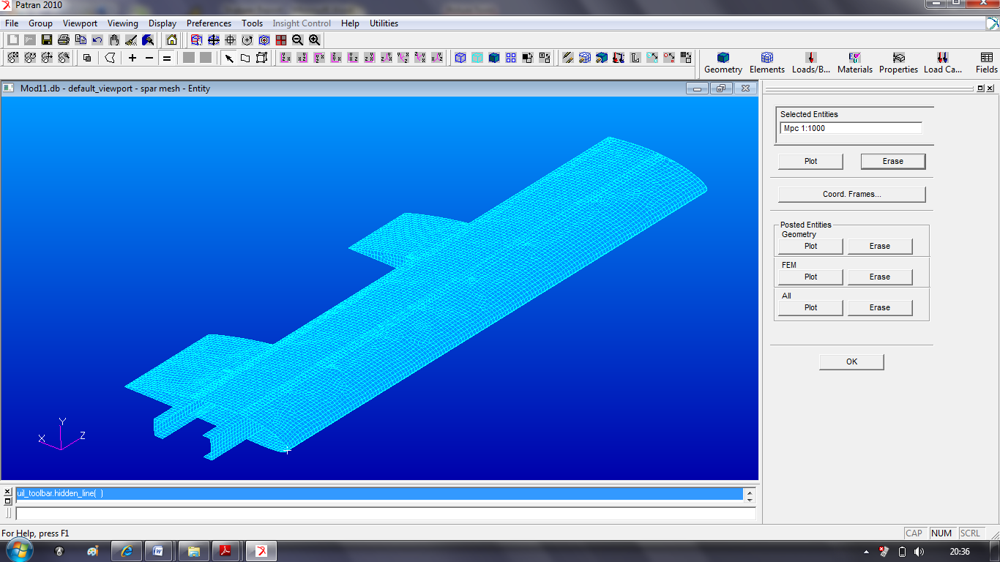 Patran 2010
File Group Viewport Viewing Display Preferences Tools Insight Control Help Utilities
Geometry Elements Loads/B... Materials Properties Load Ca... Fields
Mod11.db - default_viewport - spar mesh - Entity
Selected Entities
Mpc 1:1000
Plot Erase
Coord. Frames...
Posted Entities
Geometry
Plot Erase
FEM
Plot Erase
All
Plot Erase
OK
Y
X Z
uil_toolbar.hidden_line( )
For Help, press F1
CAP NUM SCRL
20:36